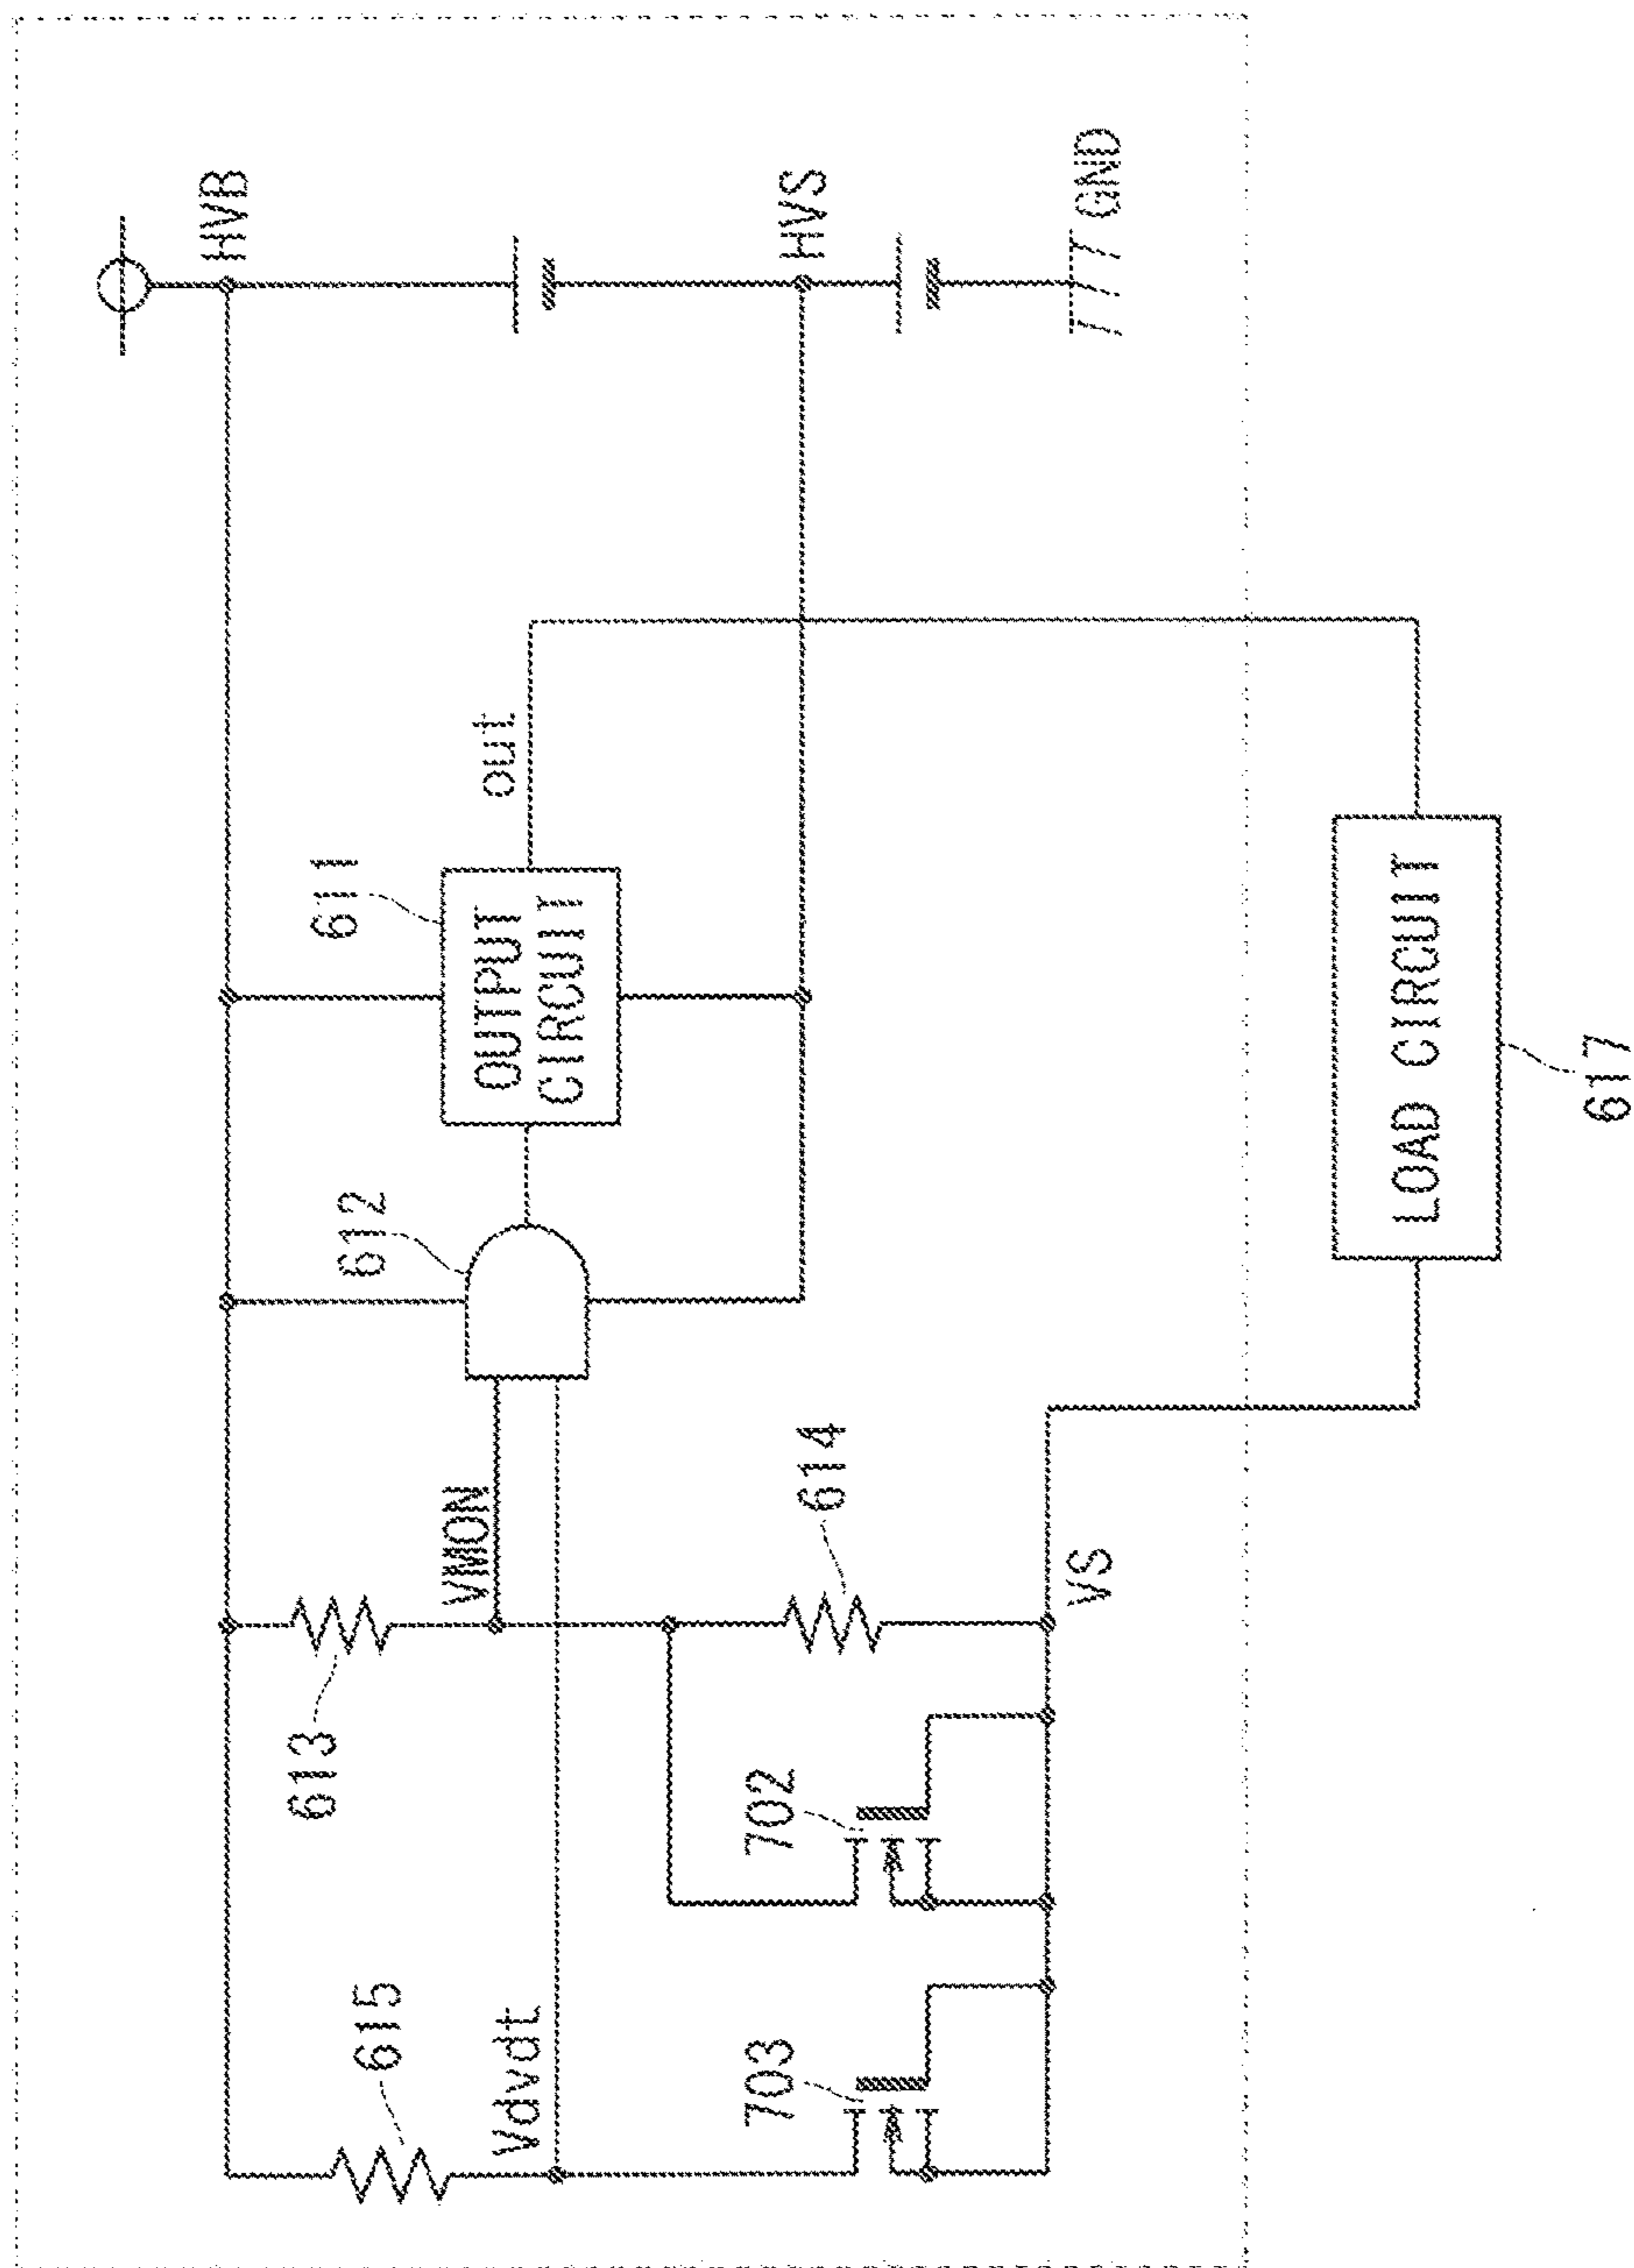 HVB
HVS
GND
611
out
OUTPUT
CIRCUIT
612
VMON
613
614
VS
615
Vdvdt
702
703
LOAD CIRCUIT
617